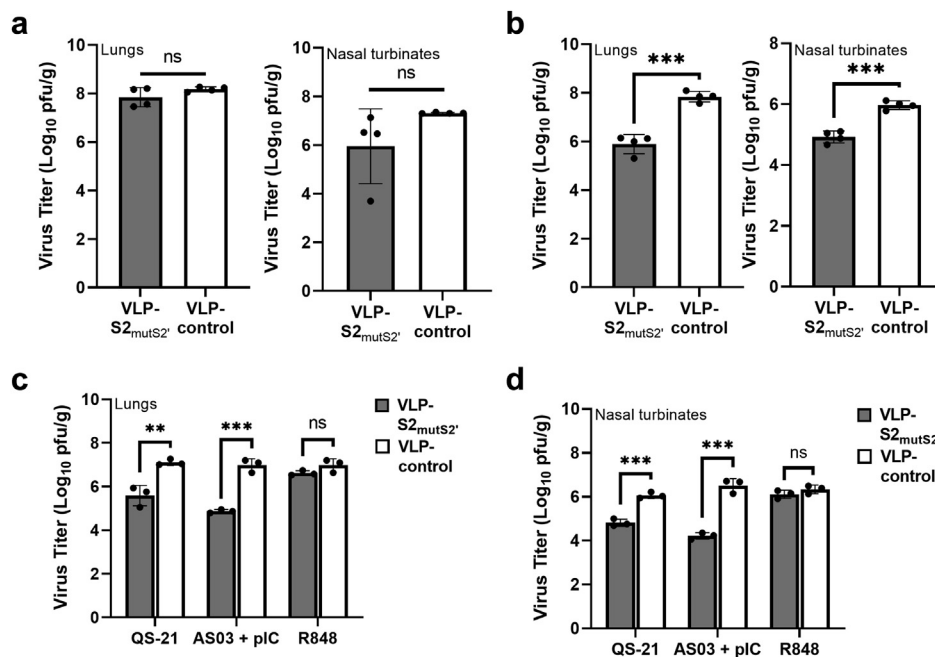 a
Lungs
ns
Virus Titer (Log10 pfu/g)
10
8
6
4
2
0
VLP-
S2mutS2'
VLP-
control
Nasal turbinates
ns
Virus Titer (Log10 pfu/g)
10
8
6
4
2
0
VLP-
S2mutS2'
VLP-
control
b
Lungs
***
Virus Titer (Log10 pfu/g)
10
8
6
4
2
0
VLP-
S2mutS2'
VLP-
control
Nasal turbinates
***
Virus Titer (Log10 pfu/g)
8
6
4
2
0
VLP-
S2mutS2'
VLP-
control
c
Lungs
** *** ns
Virus Titer (Log10 pfu/g)
10
8
6
4
2
0
QS-21 AS03 + pIC R848
VLP-
S2mutS2'
VLP-
control
d
Nasal turbinates
*** *** ns
Virus Titer (Log10 pfu/g)
10
8
6
4
2
0
QS-21 AS03 + pIC R848
VLP-
S2mutS2
VLP-
control